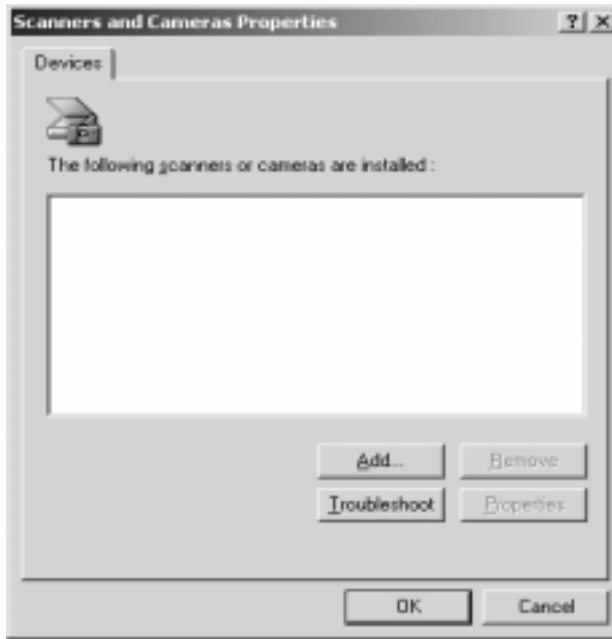 Scanners and Cameras Properties
Devices
The following scanners or cameras are installed :
Add...
Remove
Troubleshoot
Properties
OK
Cancel